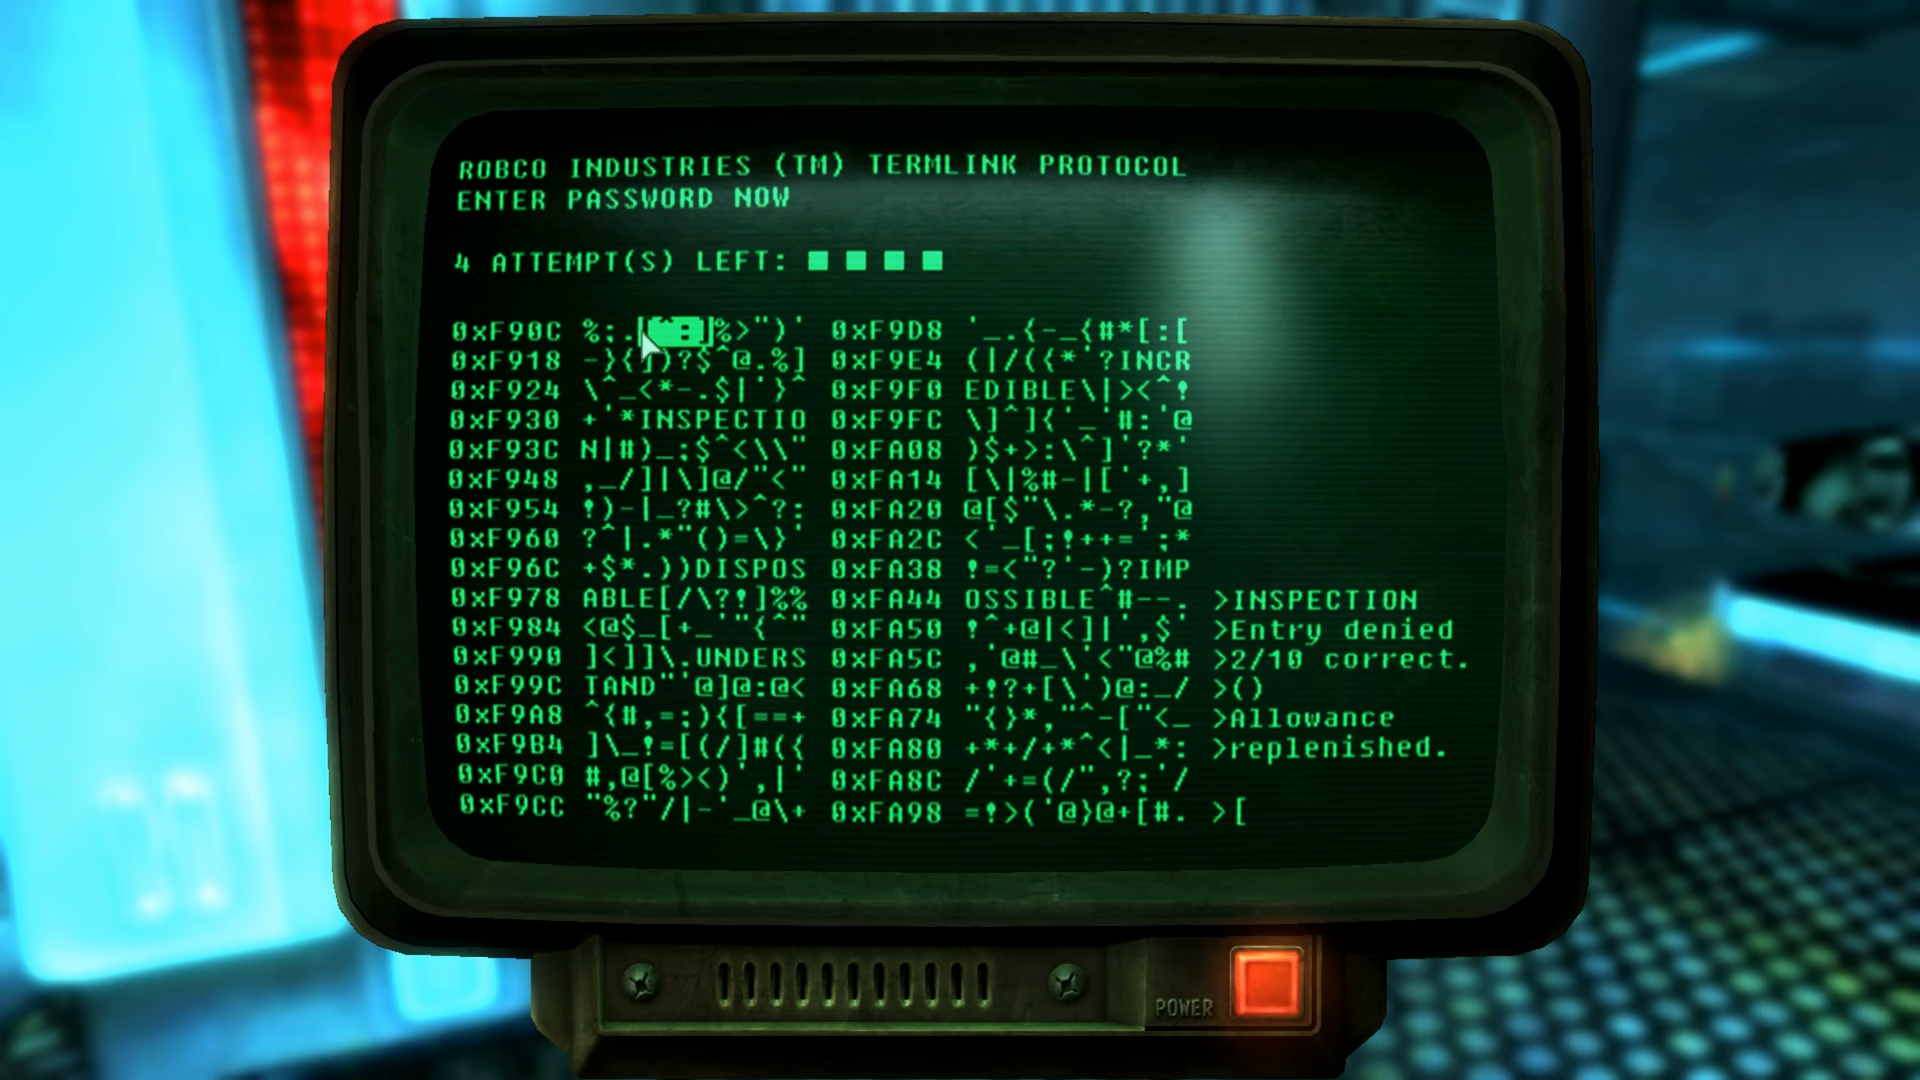 ROBCO INDUSTRIES (TM) TERMLINK PROTOCOL
ENTER PASSWORD NOW
4 ATTEMPT(S) LEFT: ■ ■ ■ ■
0xF90C %;. %>")' 0xF9D8 '_.{-_{#*[:[
0xF918 )?$^@.%] 0xF9E4 (|/({*'?INCR
0xF924 \^_<*-.$|'}^ 0xF9F0 EDIBLE\|><^!
0xF930 +'*INSPECTIO 0xF9FC \]^]{'_'#:'@
0xF93C N|#)_;$^<\\" 0xFA08 )$+>:\^]'?*'
0xF948 ,_/]|\]@/"<" 0xFA14 [\|%#-|['+,]
0xF954 !)-|_?#\>^?: 0xFA20 @[$"\.*-?,"@
0xF960 ?^|.*"()=\}' 0xFA2C <'_[;!++=';*
0xF96C +$*.))DISPOS 0xFA38 !=<"?'-)?IMP
0xF978 ABLE[/\?!]%% 0xFA44 OSSIBLE^#--. >INSPECTION
0xF984 <@$_[+_'"{^" 0xFA50 !^+@|<]|',$' >Entry denied
0xF990 ]<]]\.UNDERS 0xFA5C ,'@#_\'<"@%# >2/10 correct.
0xF99C TAND"'@]@:@< 0xFA68 +!?+[\')@:_/ >()
0xF9A8 ^{#,=;){[==+ 0xFA74 "{}*,"^-["<_ >Allowance
0xF9B4 ]\_!=[(/]#({ 0xFA80 +*+/+*^<|_*: >replenished.
0xF9C0 #,@[%><)',|' 0xFA8C /'+=(/",?;'/
0xF9CC "%?"/|-'_@\+ 0xFA98 =!>('@}@+[#. >[
POWER